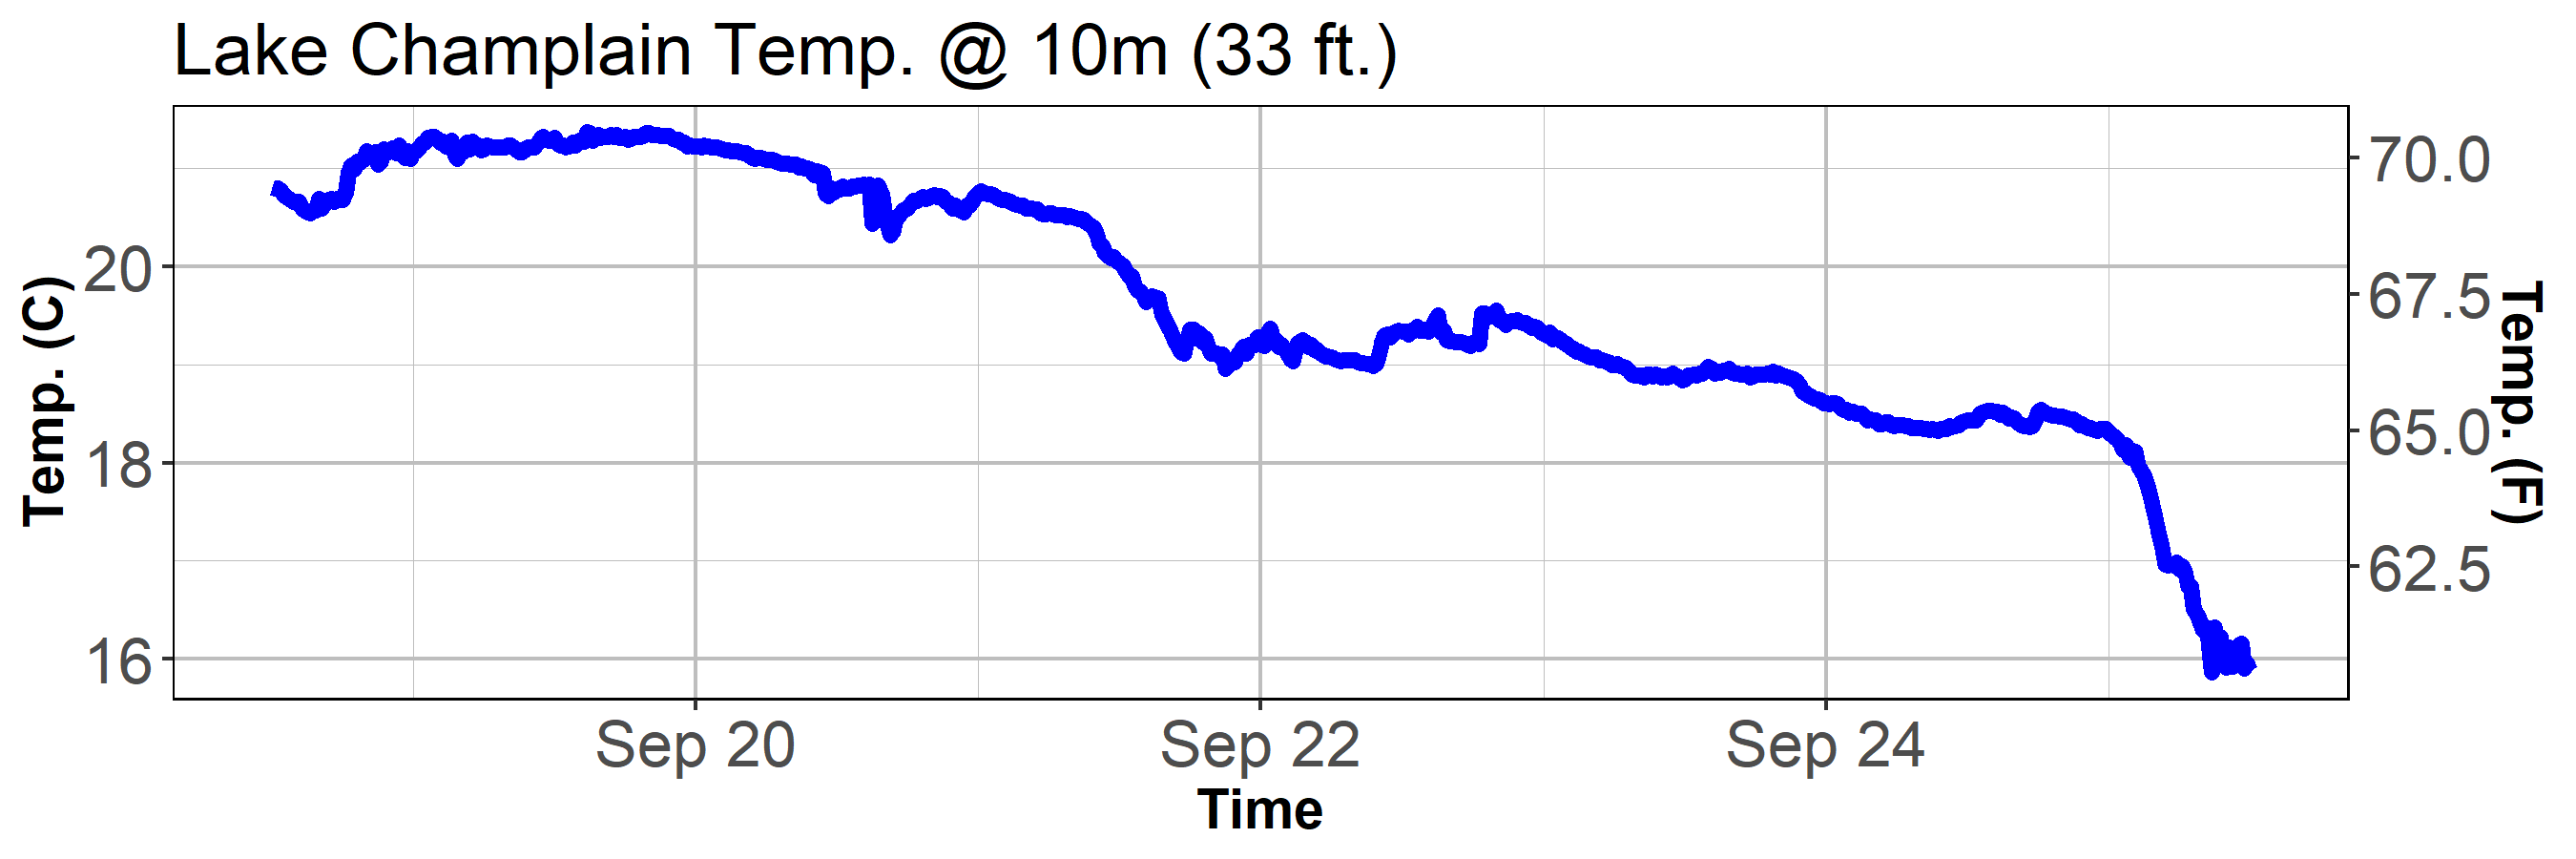 Lake Champlain Temp. @ 10m (33 ft.)
Temp. (C)
20
18
16
70.0
67.5
65.0
62.5
Temp. (F)
Sep 20
Sep 22
Sep 24
Time